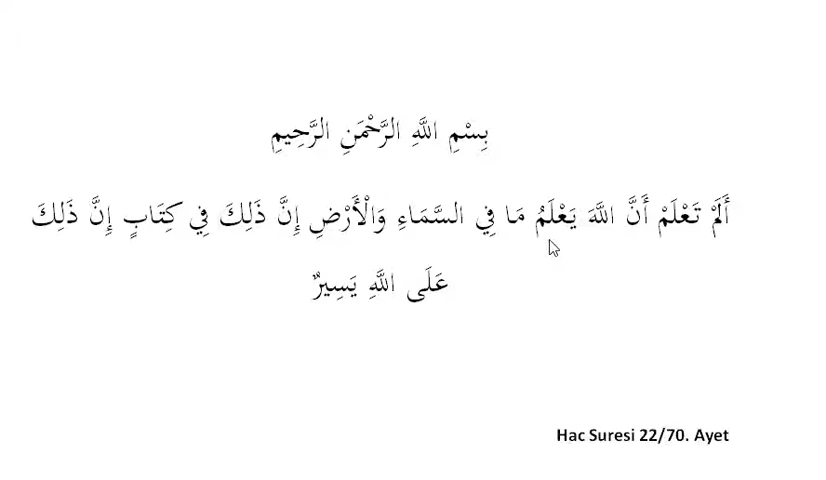 بِسْمِ اللَّهِ الرَّحْمَنِ الرَّحِيمِ
أَلَمْ تَعْلَمْ أَنَّ اللَّهَ يَعْلَمُ مَا فِي السَّمَاءِ وَالْأَرْضِ إِنَّ ذَلِكَ فِي كِتَابٍ إِنَّ ذَلِكَ
عَلَى اللَّهِ يَسِيرٌ
Hac Suresi 22/70. Ayet